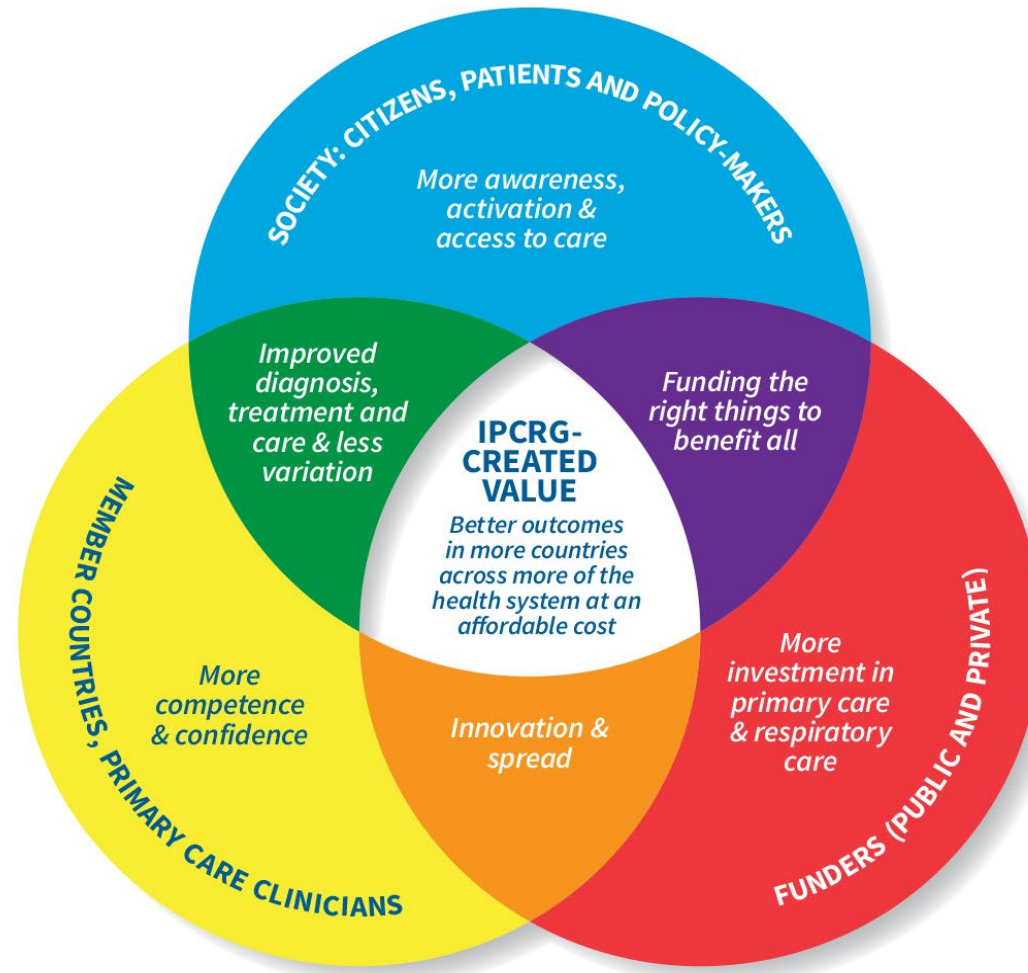 SOCIETY: CITIZENS, PATIENTS AND POLICY-MAKERS
More awareness,
activation &
access to care
Improved
diagnosis,
treatment and
care & less
variation
Funding the
right things to
benefit all
IPCRG-
CREATED
VALUE
Better outcomes
in more countries
across more of the
health system at an
affordable cost
MEMBER COUNTRIES, PRIMARY CARE CLINICIANS
More
competence
& confidence
Innovation &
spread
More
investment in
primary care
& respiratory
care
FUNDERS (PUBLIC AND PRIVATE)